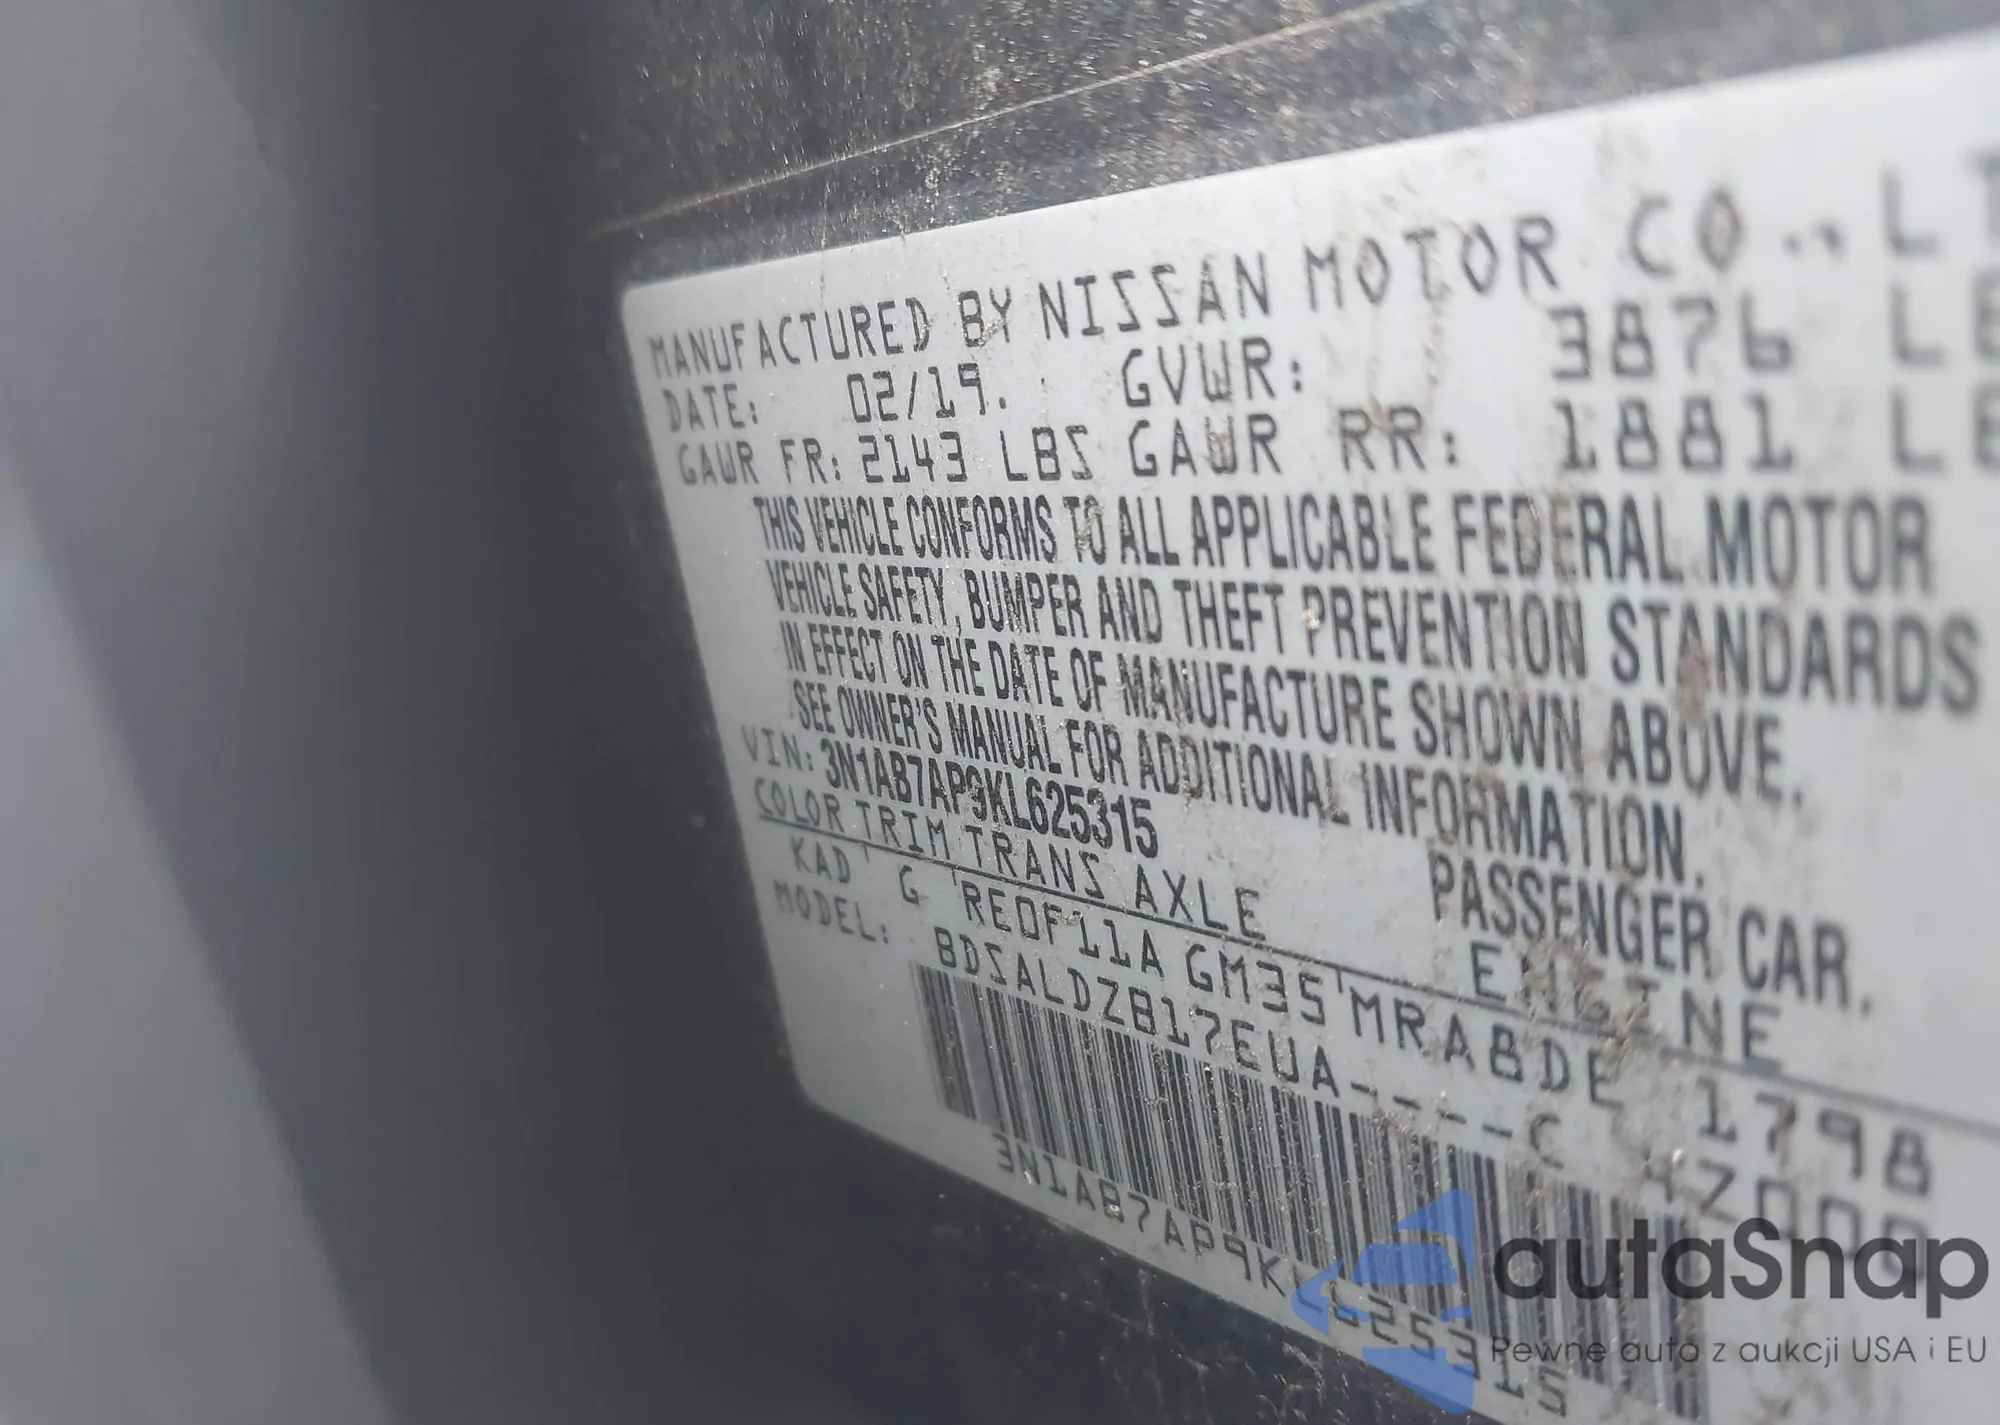 MANUFACTURED BY NISSAN MOTOR CO., LT
DATE: 02/19. GVWR: 3876 LB
GAWR FR: 2143 LBS GAWR RR: 1881 LB
THIS VEHICLE CONFORMS TO ALL APPLICABLE FEDERAL MOTOR
VEHICLE SAFETY, BUMPER AND THEFT PREVENTION STANDARDS
IN EFFECT ON THE DATE OF MANUFACTURE SHOWN ABOVE.
SEE OWNER'S MANUAL FOR ADDITIONAL INFORMATION.
VIN: 3N1AB7AP9KL625315 PASSENGER CAR.
COLOR TRIM TRANS AXLE ENGINE
KAD G RE0F11A GM35 MRA8DE 1798
MODEL: BDSALDZB17EUA----C
3N1AB7AP9KL625315
autaSnap
Pewne auto z aukcji USA i EU